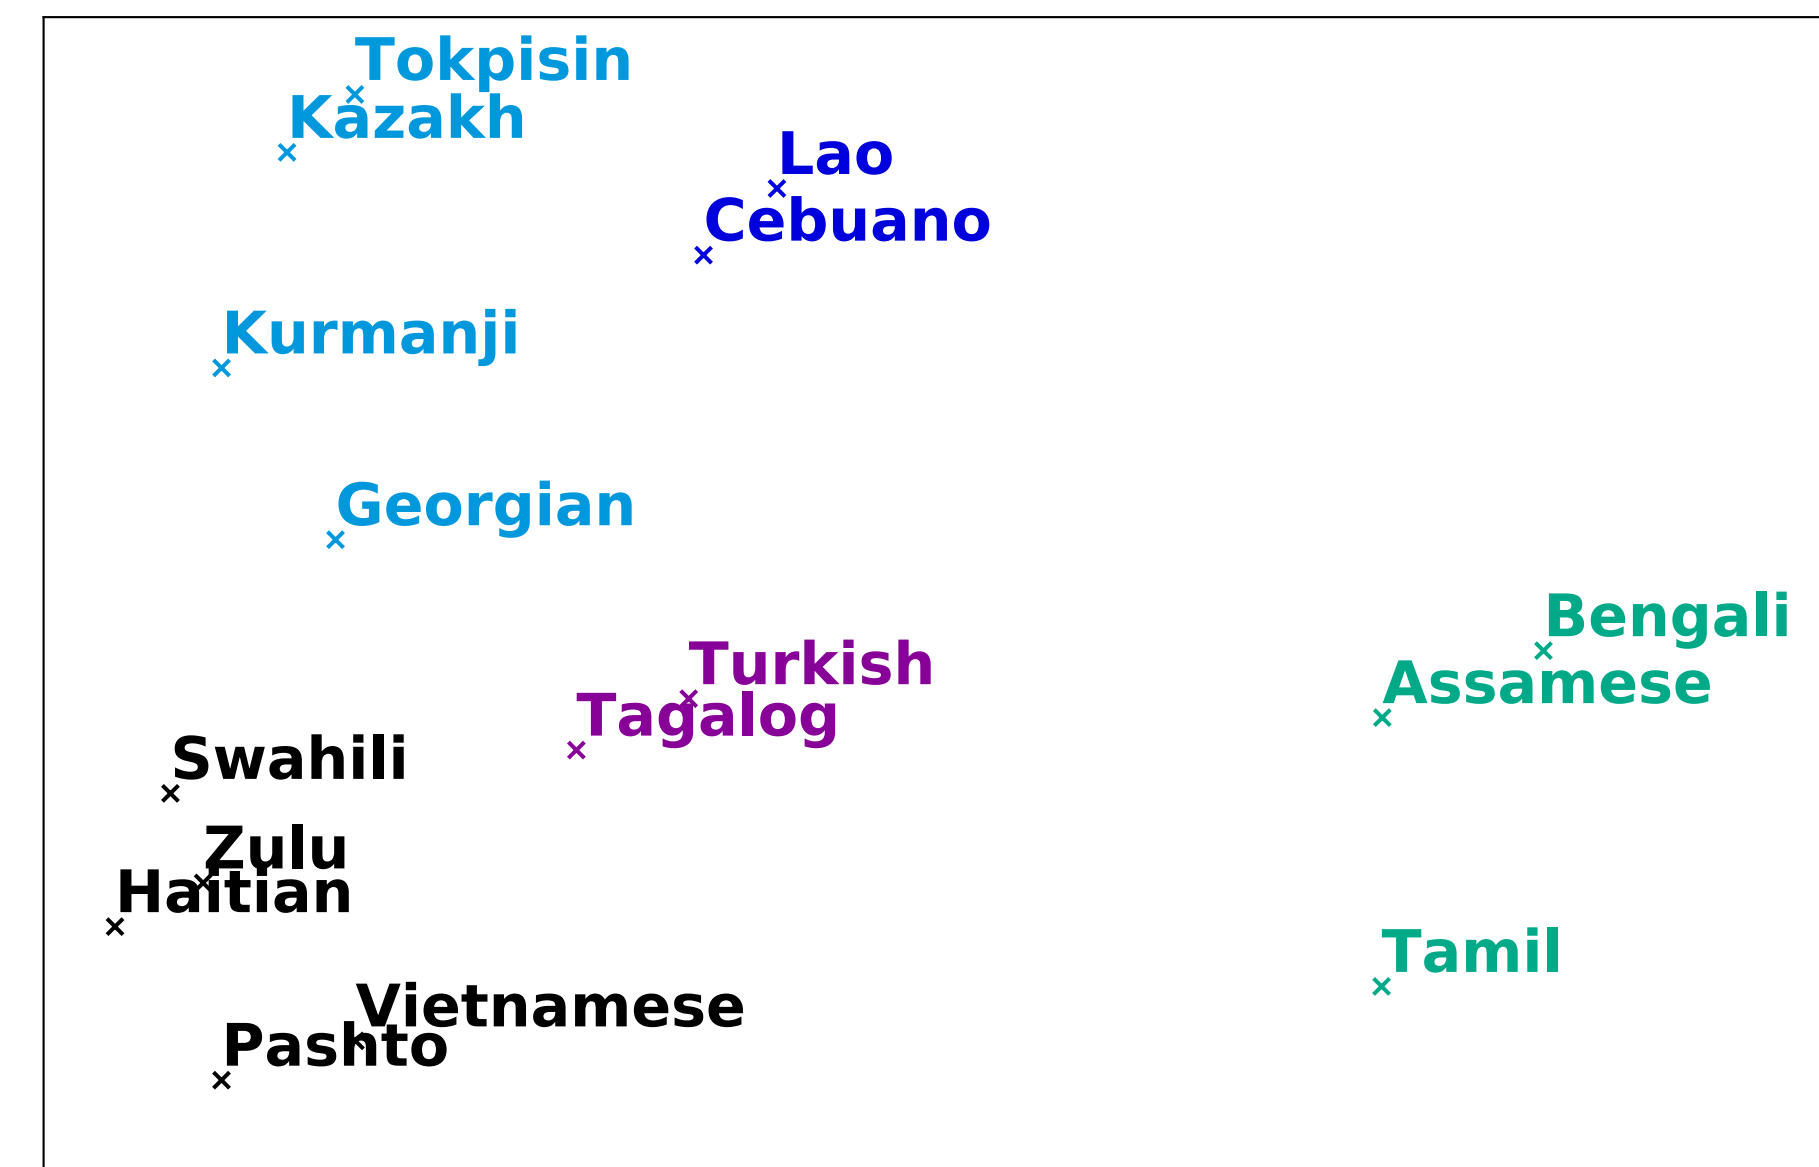 Tokpisin
Kazakh
Lao
Cebuano
Kurmanji
Georgian
Bengali
Turkish
Assamese
Tagalog
Swahili
Zulu
Haitian
Tamil
Vietnamese
Pashto